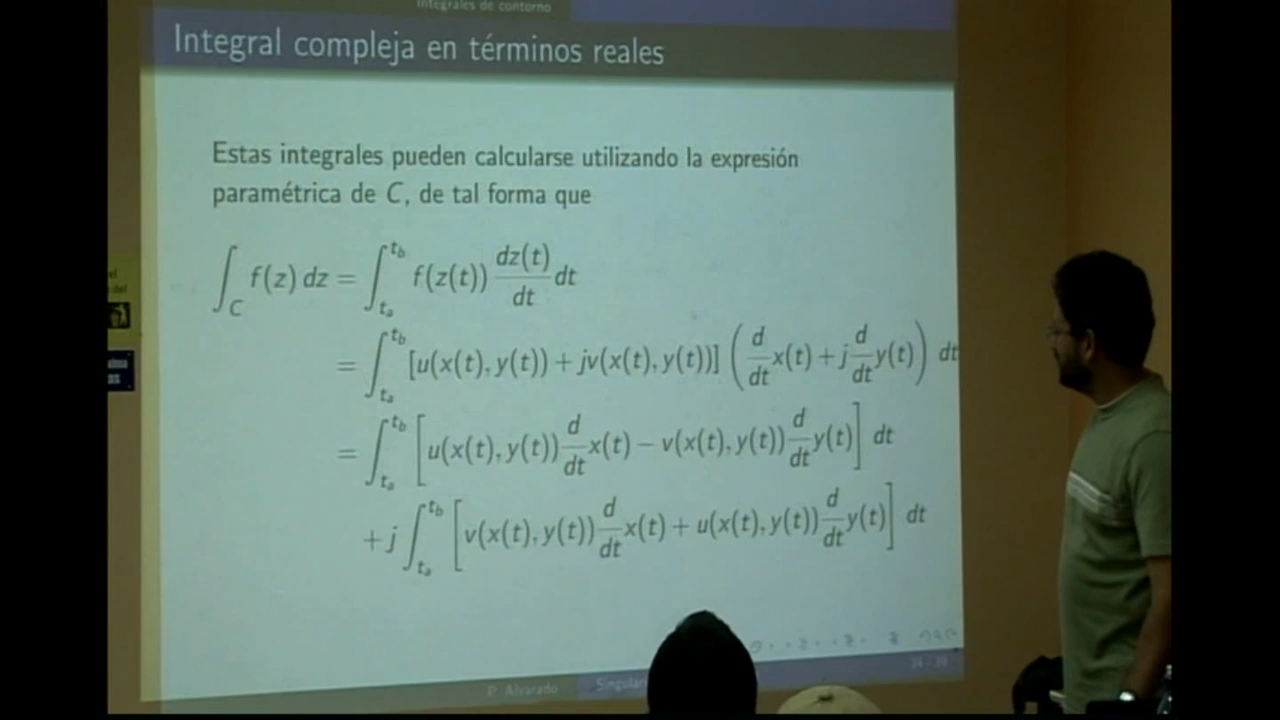 Integrales de contorno
Integral compleja en términos reales
Estas integrales pueden calcularse utilizando la expresión
paramétrica de C, de tal forma que
∫_C f(z) dz = ∫_{t_a}^{t_b} f(z(t)) dz(t)/dt dt
= ∫_{t_a}^{t_b} [u(x(t), y(t)) + jv(x(t), y(t))] (d/dt x(t) + j d/dt y(t)) dt
= ∫_{t_a}^{t_b} [u(x(t), y(t)) d/dt x(t) − v(x(t), y(t)) d/dt y(t)] dt
+ j ∫_{t_a}^{t_b} [v(x(t), y(t)) d/dt x(t) + u(x(t), y(t)) d/dt y(t)] dt
P. Alvarado